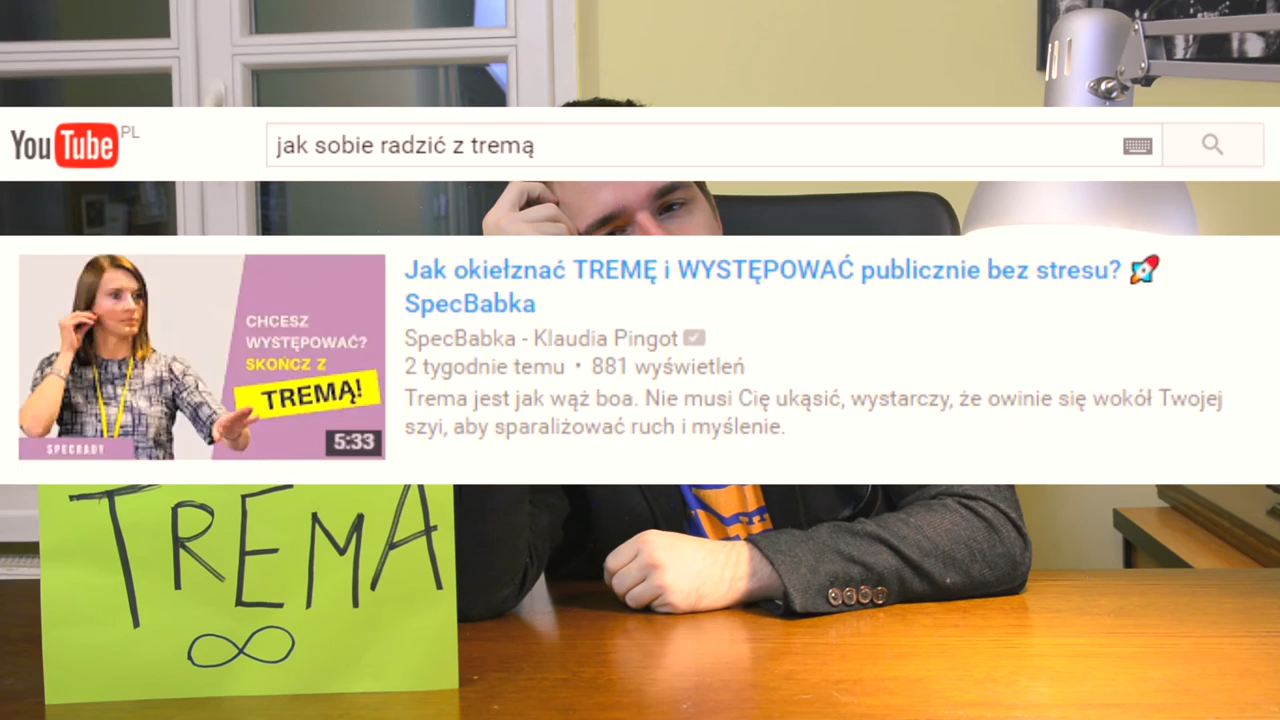 YouTube PL
jak sobie radzić z tremą
CHCESZ
WYSTĘPOWAĆ?
SKOŃCZ Z
TREMĄ!
SPECRADY
5:33
Jak okiełznać TREMĘ i WYSTĘPOWAĆ publicznie bez stresu? 🚀
SpecBabka
SpecBabka - Klaudia Pingot
2 tygodnie temu • 881 wyświetleń
Trema jest jak wąż boa. Nie musi Cię ukąsić, wystarczy, że owinie się wokół Twojej
szyi, aby sparaliżować ruch i myślenie.
TREMA
∞